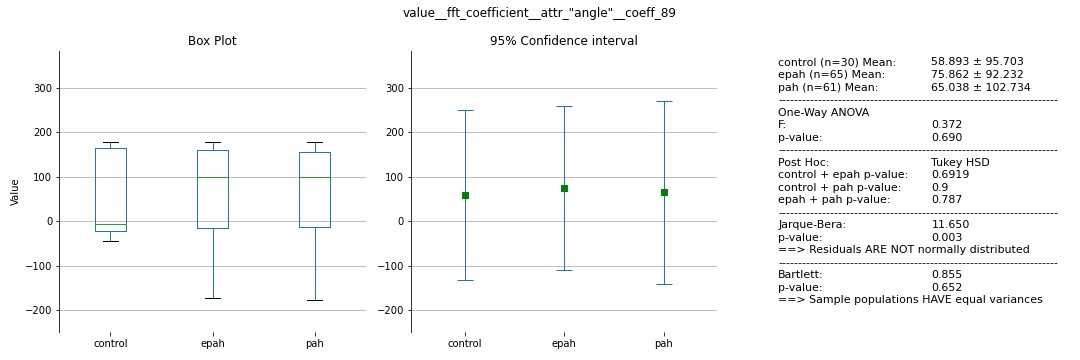 value__fft_coefficient__attr_"angle"__coeff_89
Box Plot
Value
300
200
100
0
−100
−200
control
epah
pah
95% Confidence interval
300
200
100
0
−100
−200
control
epah
pah
control (n=30) Mean: 58.893 ± 95.703
epah (n=65) Mean: 75.862 ± 92.232
pah (n=61) Mean: 65.038 ± 102.734
One-Way ANOVA
F: 0.372
p-value: 0.690
Post Hoc: Tukey HSD
control + epah p-value: 0.6919
control + pah p-value: 0.9
epah + pah p-value: 0.787
Jarque-Bera: 11.650
p-value: 0.003
==> Residuals ARE NOT normally distributed
Bartlett: 0.855
p-value: 0.652
==> Sample populations HAVE equal variances